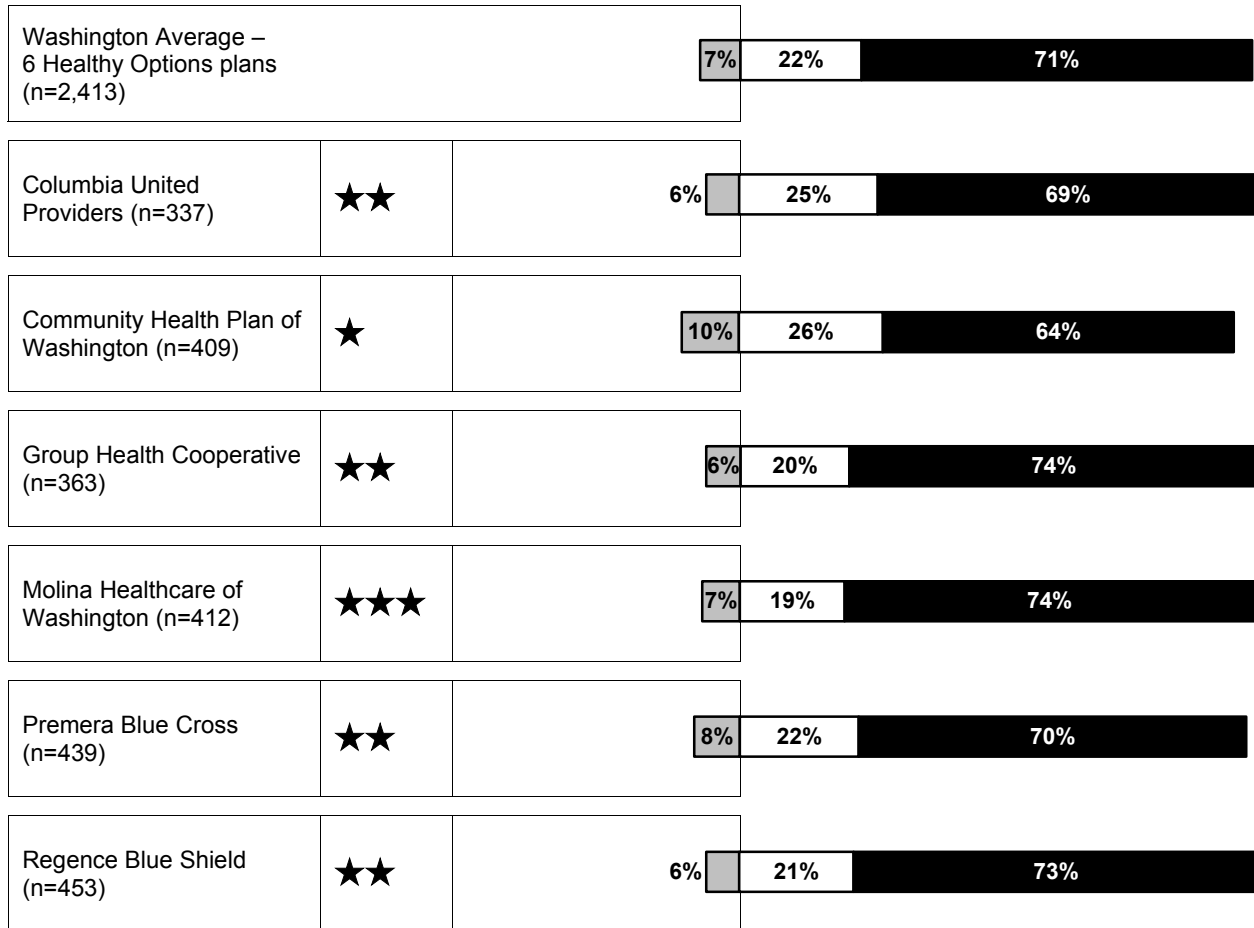 Washington Average –
6 Healthy Options plans
(n=2,413)
7% 22% 71%
Columbia United
Providers (n=337)
★★
6% 25% 69%
Community Health Plan of
Washington (n=409)
★
10% 26% 64%
Group Health Cooperative
(n=363)
★★
6% 20% 74%
Molina Healthcare of
Washington (n=412)
★★★
7% 19% 74%
Premera Blue Cross
(n=439)
★★
8% 22% 70%
Regence Blue Shield
(n=453)
★★
6% 21% 73%